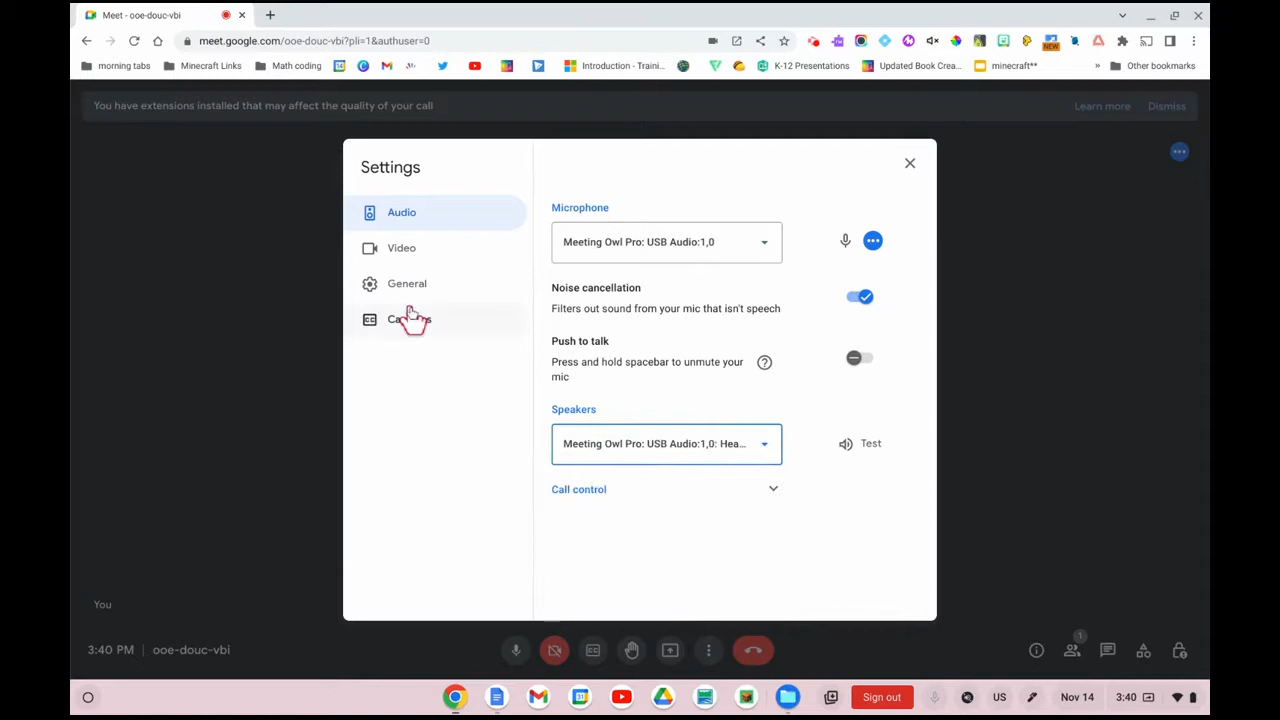 Meet - ooe-douc-vbi
meet.google.com/ooe-douc-vbi?pli=1&authuser=0
NEW
morning tabs
Minecraft Links
Math coding
Introduction - Traini...
K-12 Presentations
Updated Book Crea...
minecraft**
»
Other bookmarks
You have extensions installed that may affect the quality of your call
Learn more
Dismiss
Settings
Audio
Video
General
Microphone
Meeting Owl Pro: USB Audio:1,0
Noise cancellation
Filters out sound from your mic that isn't speech
Push to talk
Press and hold spacebar to unmute your
mic
Speakers
Meeting Owl Pro: USB Audio:1,0: Hea...
Test
Call control
You
3:40 PM | ooe-douc-vbi
1
Sign out
US
Nov 14
3:40